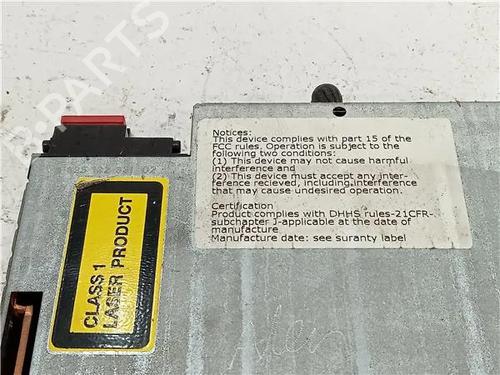 Notices:
This device complies with part 15 of the
FCC rules. Operation is subject to the
following two conditions:
(1) This device may not cause harmful
interference and
(2) This device must accept any inter-
ference recieved, including interference
that may cause undesired operation.
Certification
Product complies with DHHS rules-21CFR-
subchapter J-applicable at the date of
manufacture
Manufacture date: see suranty label
CLASS 1
LASER PRODUCT